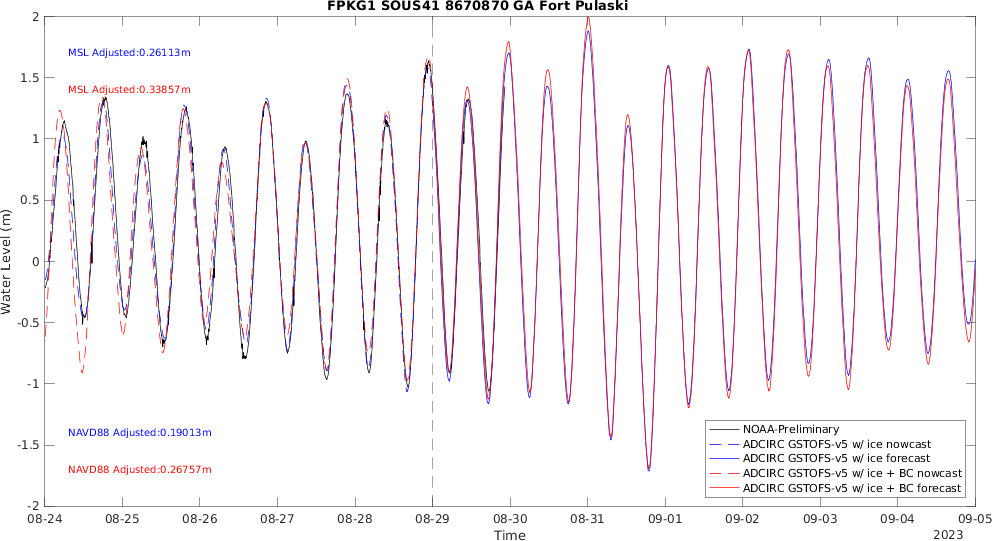 FPKG1 SOUS41 8670870 GA Fort Pulaski
2
1.5
1
0.5
0
-0.5
-1
-1.5
-2
Water Level (m)
MSL Adjusted:0.26113m
MSL Adjusted:0.33857m
NAVD88 Adjusted:0.19013m
NAVD88 Adjusted:0.26757m
NOAA-Preliminary
ADCIRC GSTOFS-v5 w/ ice nowcast
ADCIRC GSTOFS-v5 w/ ice forecast
ADCIRC GSTOFS-v5 w/ ice + BC nowcast
ADCIRC GSTOFS-v5 w/ ice + BC forecast
08-24 08-25 08-26 08-27 08-28 08-29 08-30 08-31 09-01 09-02 09-03 09-04 09-05
Time
2023